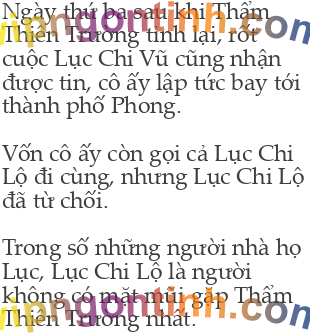 Ngày thứ ba sau khi Thẩm
Thiên Trường tỉnh lại, rốt
cuộc Lục Chi Vũ cũng nhận
được tin, cô ấy lập tức bay tới
thành phố Phong.
Vốn cô ấy còn gọi cả Lục Chi
Lộ đi cùng, nhưng Lục Chi Lộ
đã từ chối.
Trong số những người nhà họ
Lục, Lục Chi Lộ là người
không có mặt mũi gặp Thẩm
Thiên Trường nhất.
vipngontinh.com
vipngontinh.com